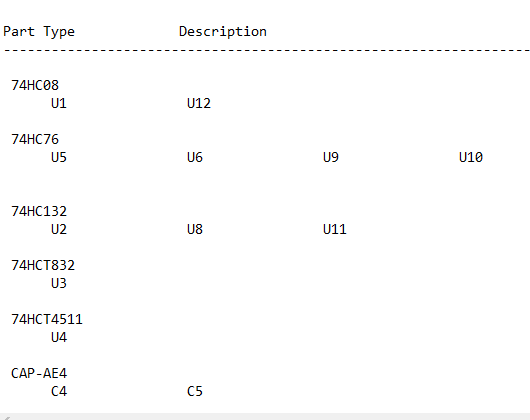 Part Type Description
--------------------------------------------------------------------
74HC08
U1 U12
74HC76
U5 U6 U9 U10
74HC132
U2 U8 U11
74HCT832
U3
74HCT4511
U4
CAP-AE4
C4 C5